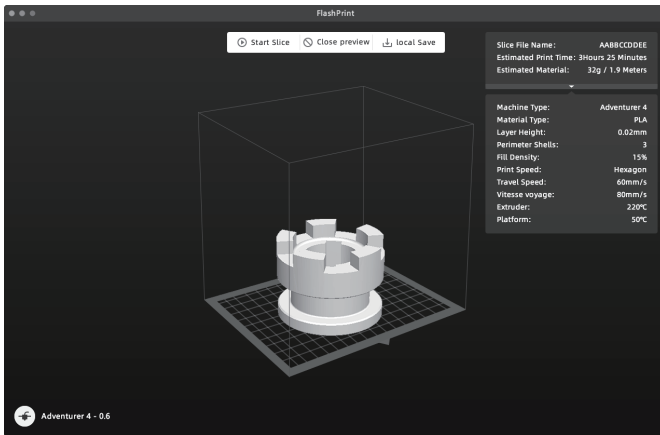 FlashPrint
Start Slice Close preview local Save
Slice File Name: AABBCCDDEE
Estimated Print Time: 3Hours 25 Minutes
Estimated Material: 32g / 1.9 Meters
Machine Type: Adventurer 4
Material Type: PLA
Layer Height: 0.02mm
Perimeter Shells: 3
Fill Density: 15%
Print Speed: Hexagon
Travel Speed: 60mm/s
Vitesse voyage: 80mm/s
Extruder: 220℃
Platform: 50℃
Adventurer 4 - 0.6